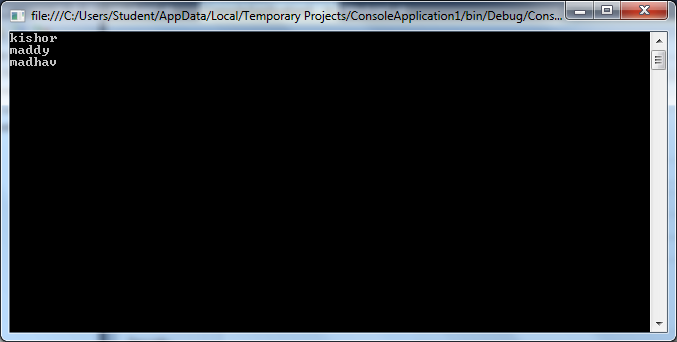 file:///C:/Users/Student/AppData/Local/Temporary Projects/ConsoleApplication1/bin/Debug/Cons...
kishor
maddy
madhav